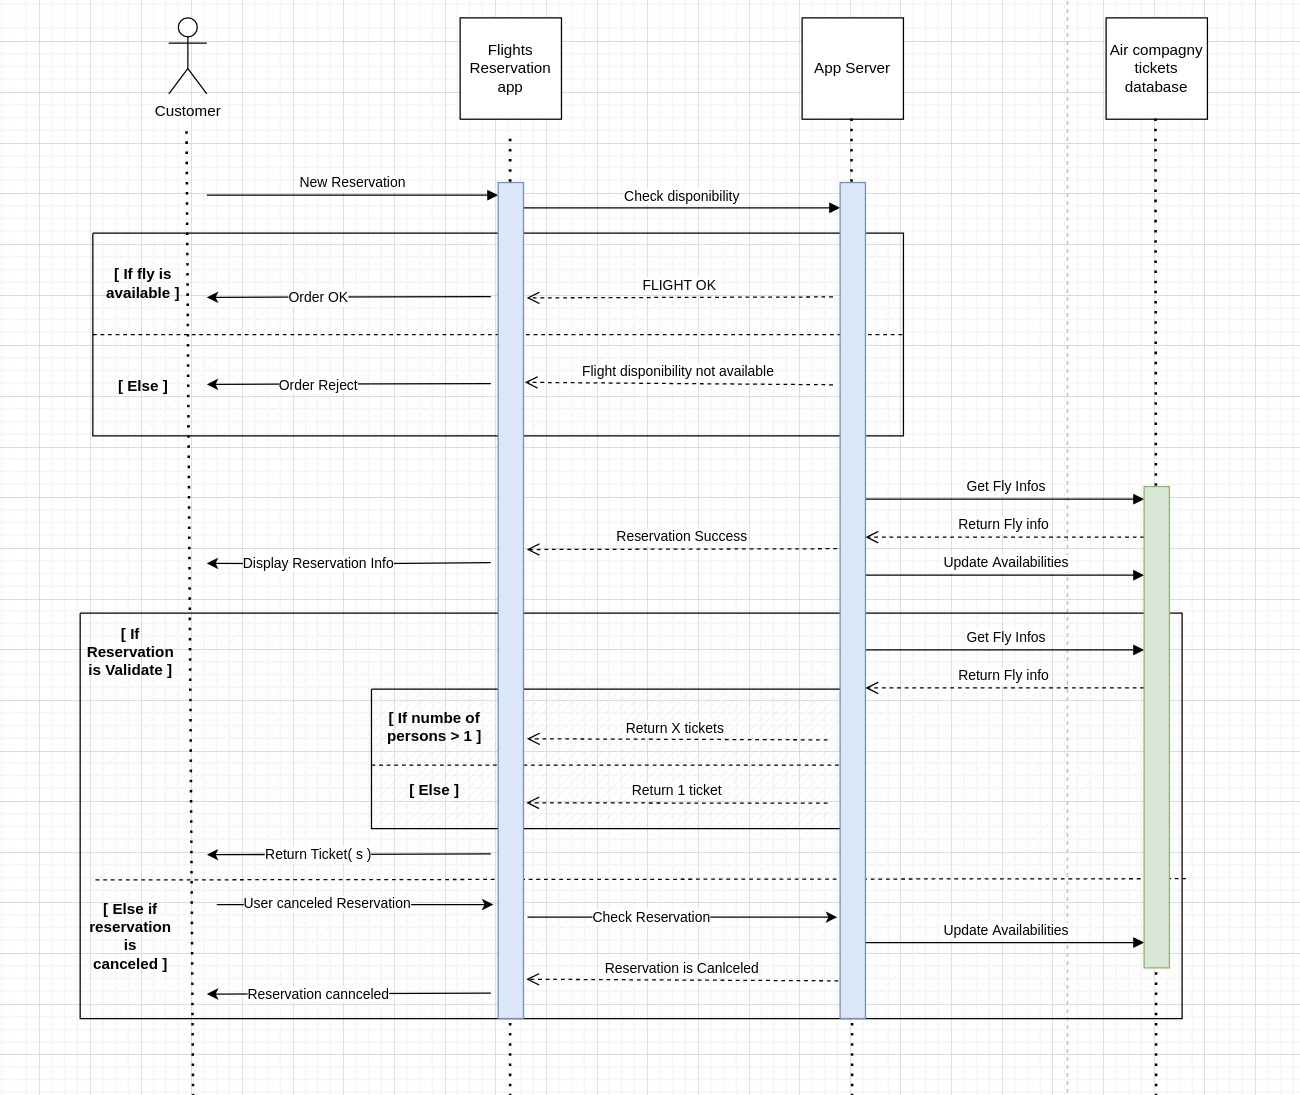 Flights
Reservation
app
App Server
Air compagny
tickets
database
Customer
New Reservation
Check disponibility
[ If fly is
available ]
Order OK
FLIGHT OK
[ Else ]
Order Reject
Flight disponibility not available
Get Fly Infos
Return Fly info
Reservation Success
Display Reservation Info
Update Availabilities
[ If
Reservation
is Validate ]
Get Fly Infos
Return Fly info
[ If numbe of
persons > 1 ]
Return X tickets
[ Else ]
Return 1 ticket
Return Ticket( s )
[ Else if
reservation
is
canceled ]
User canceled Reservation
Check Reservation
Update Availabilities
Reservation is Canlceled
Reservation cannceled